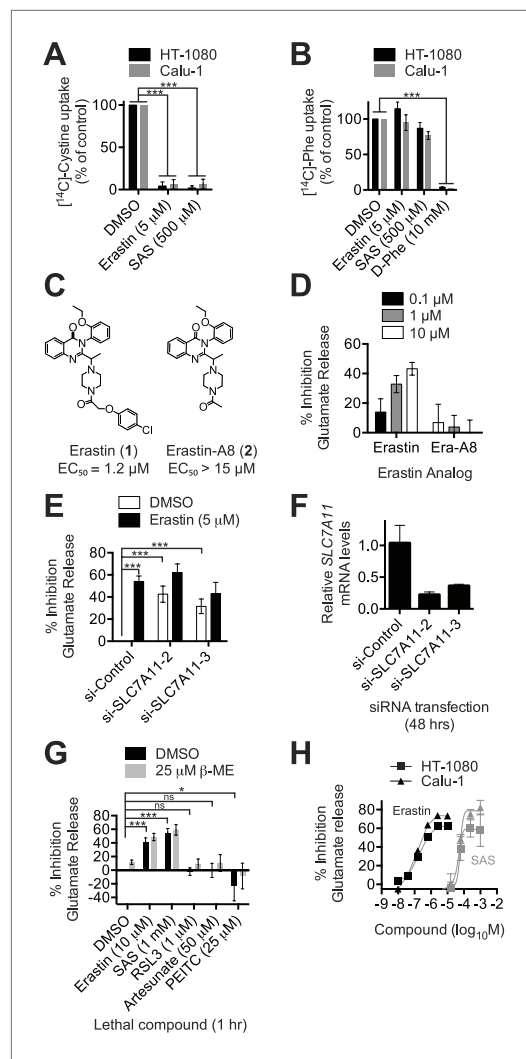 A
HT-1080
Calu-1
***
***
[¹⁴C]-Cystine uptake
(% of control)
100
50
0
DMSO
Erastin (5 µM)
SAS (500 µM)
B
HT-1080
Calu-1
***
[¹⁴C]-Phe uptake
(% of control)
100
50
0
DMSO
Erastin (5 µM)
SAS (500 µM)
D-Phe (10 mM)
C
O
O
N
N
N
N
O
O
Cl
Erastin (1)
EC₅₀ = 1.2 µM
O
O
N
N
N
N
O
Erastin-A8 (2)
EC₅₀ > 15 µM
D
0.1 µM
1 µM
10 µM
% Inhibition
Glutamate Release
60
40
20
0
Erastin
Era-A8
Erastin Analog
E
DMSO
Erastin (5 µM)
***
***
***
% Inhibition
Glutamate Release
80
60
40
20
0
si-Control
si-SLC7A11-2
si-SLC7A11-3
F
Relative SLC7A11
mRNA levels
1.0
0.5
0.0
si-Control
si-SLC7A11-2
si-SLC7A11-3
siRNA transfection
(48 hrs)
G
DMSO
25 µM β-ME
*
ns
ns
***
***
% Inhibition
Glutamate Release
80
60
40
20
0
-20
-40
DMSO
Erastin (10 µM)
SAS (1 mM)
RSL3 (1 µM)
Artesunate (50 µM)
PEITC (25 µM)
Lethal compound (1 hr)
H
HT-1080
Calu-1
Erastin
SAS
% Inhibition
Glutamate release
80
60
40
20
0
-9 -8 -7 -6 -5 -4 -3 -2
Compound (log₁₀M)